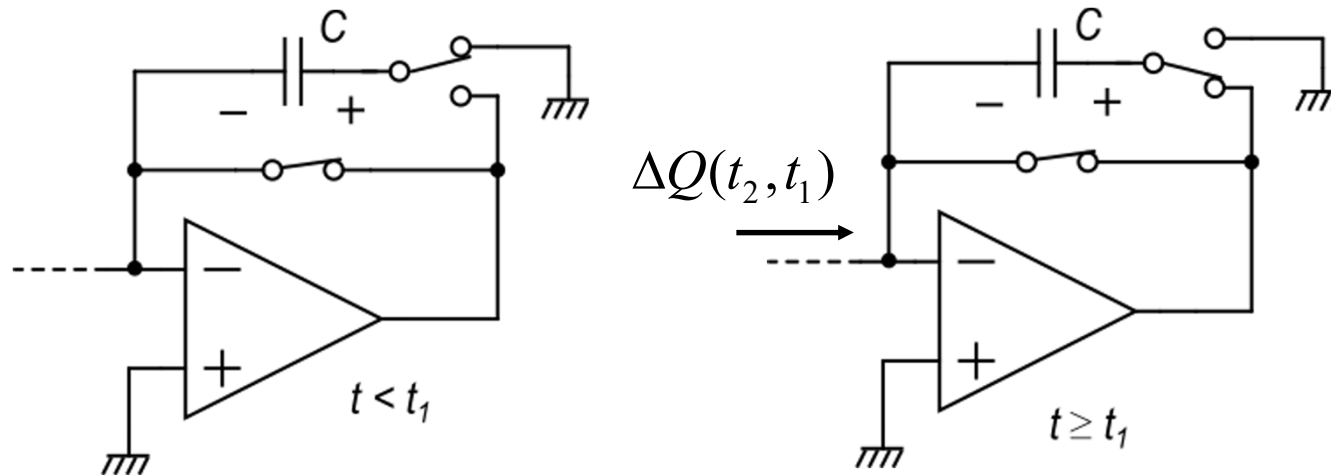 C
− +
− 
+
t < t₁
C
− +
ΔQ(t₂,t₁)
−
+
t ≥ t₁